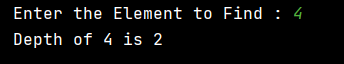 Enter the Element to Find : 4
Depth of 4 is 2